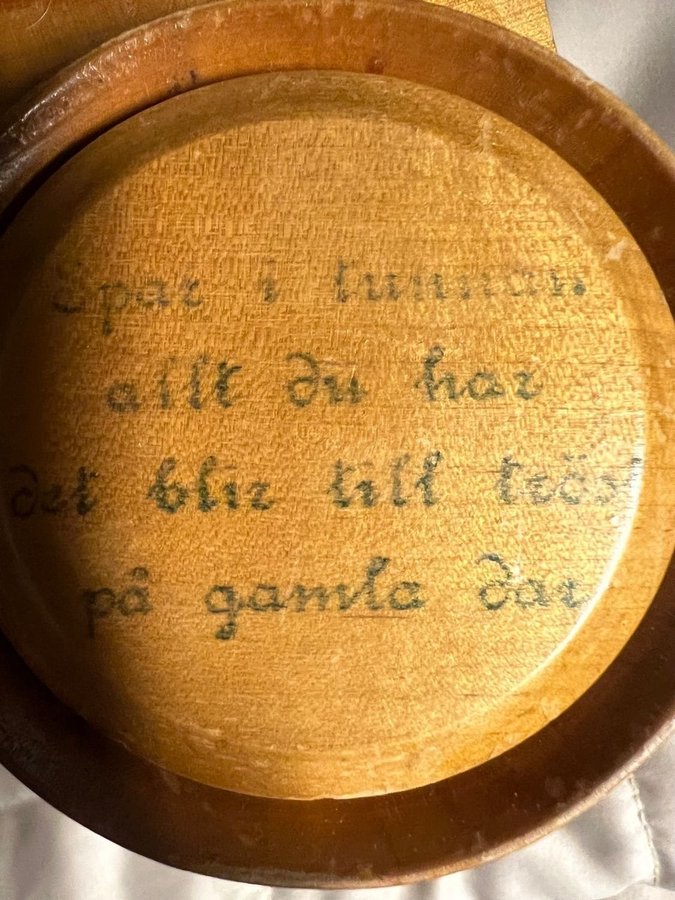 Spar i tunnan
allt du har
det blir till tröst
på gamla dar